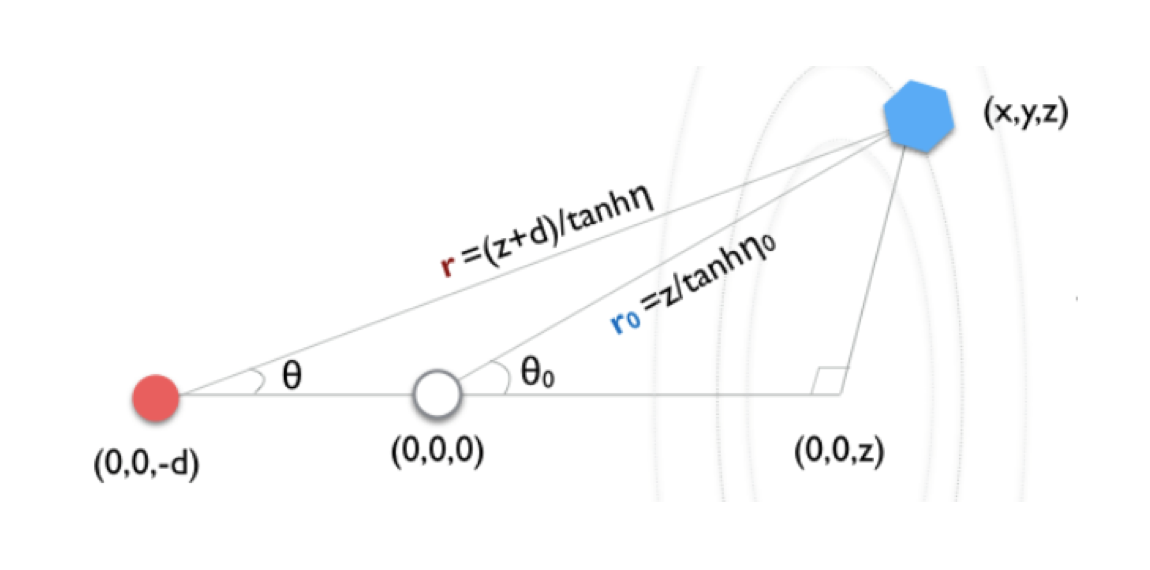 (x,y,z)
r =(z+d)/tanhη
r₀ =z/tanhη₀
θ
θ₀
(0,0,-d)
(0,0,0)
(0,0,z)